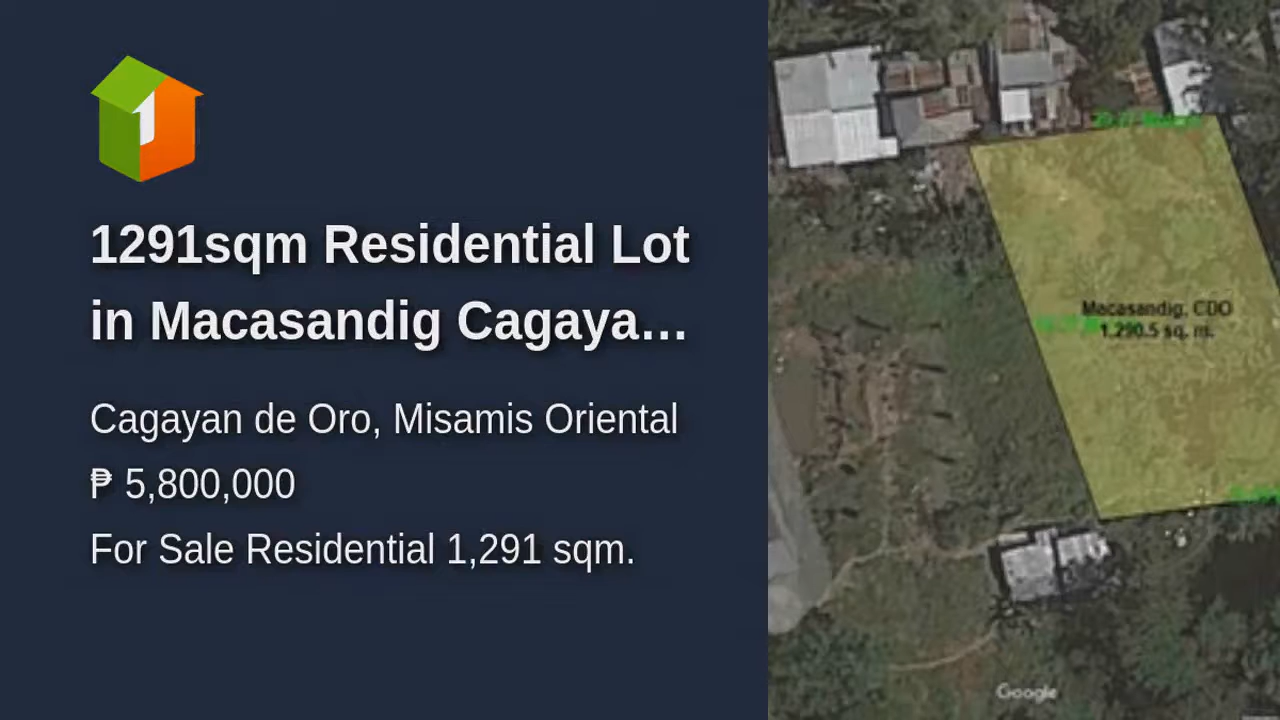 1291sqm Residential Lot
in Macasandig Cagaya...
Cagayan de Oro, Misamis Oriental
₱ 5,800,000
For Sale Residential 1,291 sqm.
Macasandig, CDO
1,290.5 sq. m.
Google